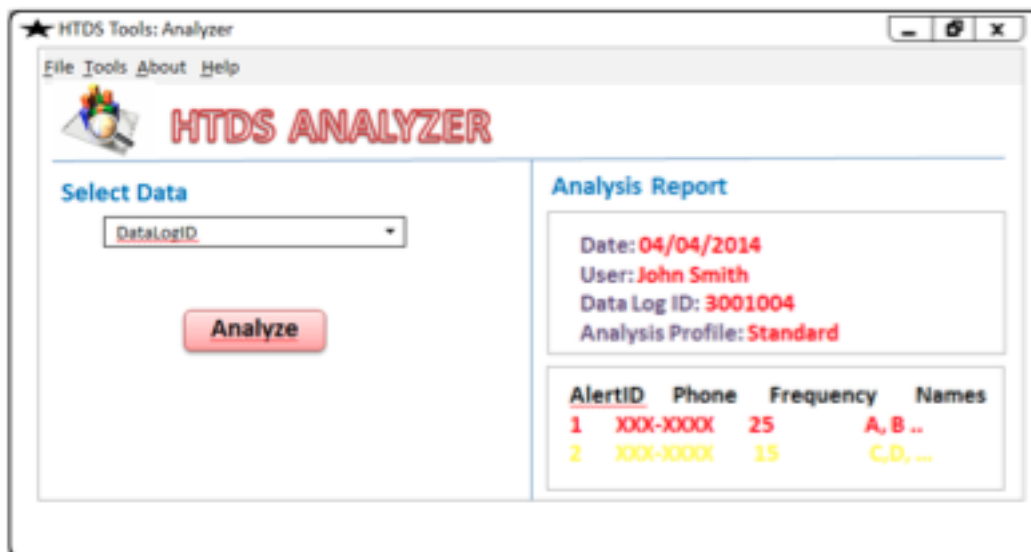 HTDS Tools: Analyzer
File Tools About Help
HTDS ANALYZER
Select Data
DataLogID
Analyze
Analysis Report
Date: 04/04/2014
User: John Smith
Data Log ID: 3001004
Analysis Profile: Standard
AlertID Phone Frequency Names
1 XXX-XXXX 25 A, B ..
2 XXX-XXXX 15 C,D, ...